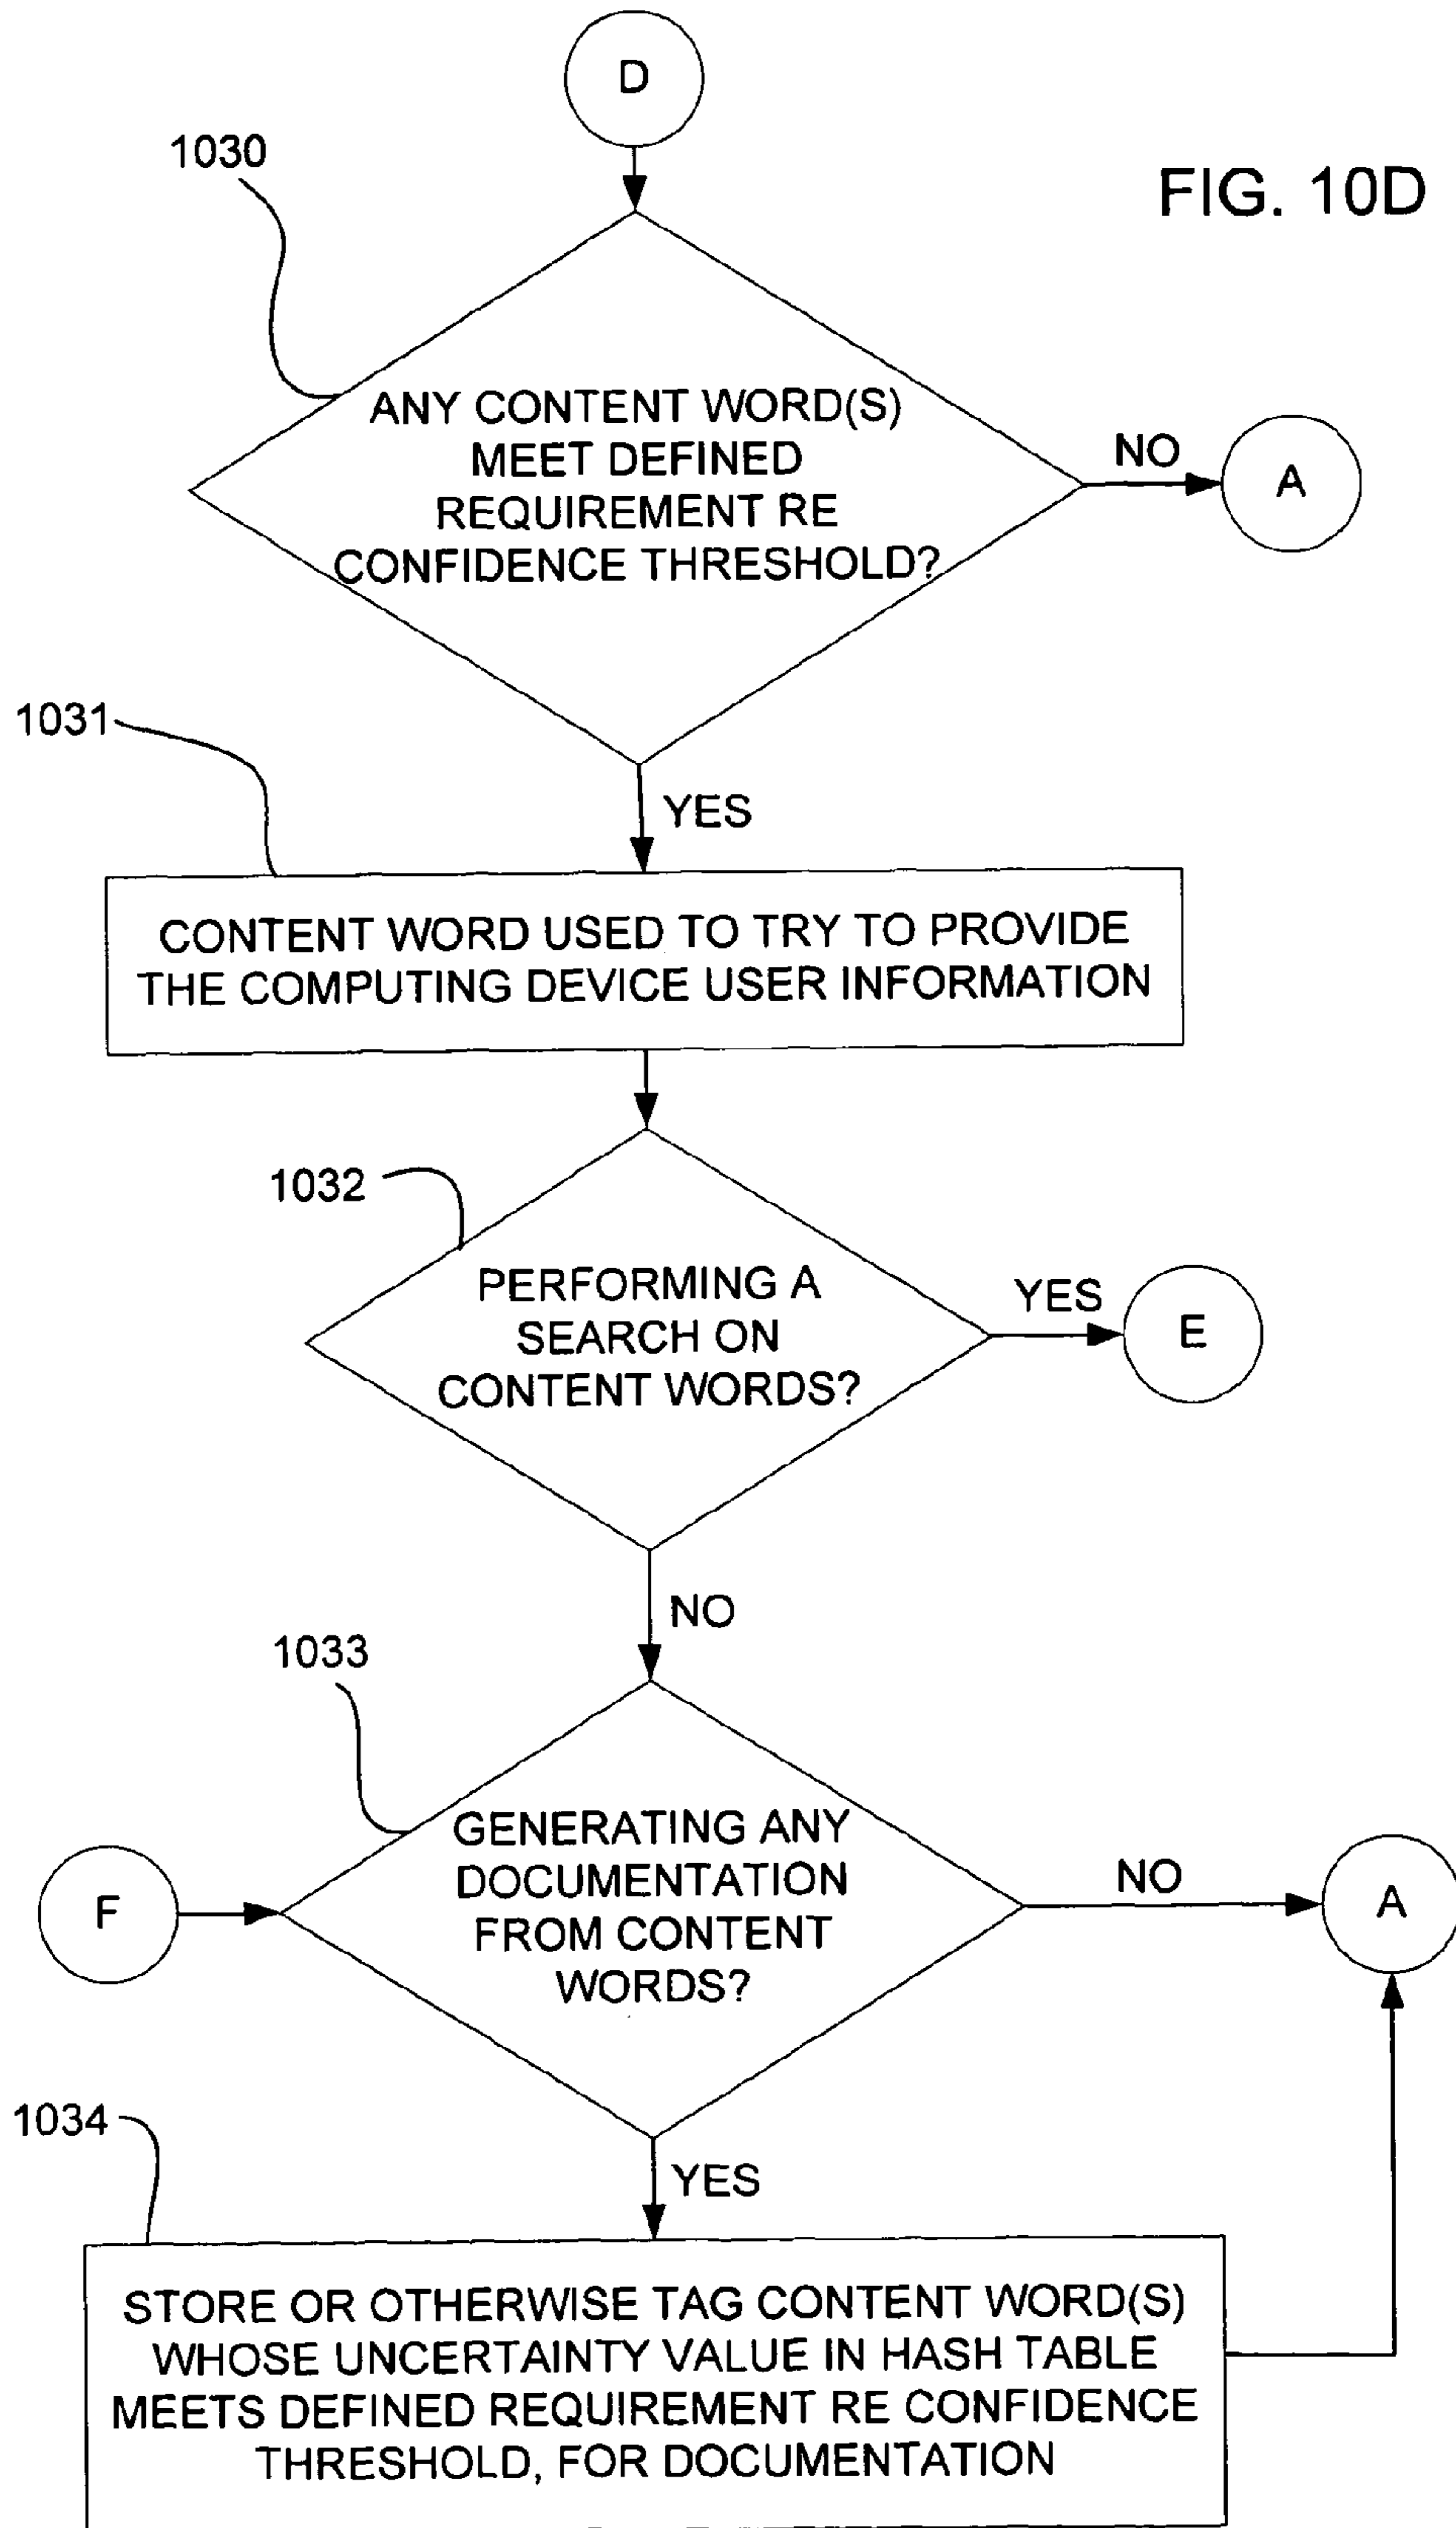 D
1030
FIG. 10D
ANY CONTENT WORD(S)
MEET DEFINED
REQUIREMENT RE
CONFIDENCE THRESHOLD?
NO
A
1031
YES
CONTENT WORD USED TO TRY TO PROVIDE
THE COMPUTING DEVICE USER INFORMATION
1032
PERFORMING A
SEARCH ON
CONTENT WORDS?
YES
E
NO
1033
GENERATING ANY
DOCUMENTATION
FROM CONTENT
WORDS?
F
NO
A
1034
YES
STORE OR OTHERWISE TAG CONTENT WORD(S)
WHOSE UNCERTAINTY VALUE IN HASH TABLE
MEETS DEFINED REQUIREMENT RE CONFIDENCE
THRESHOLD, FOR DOCUMENTATION